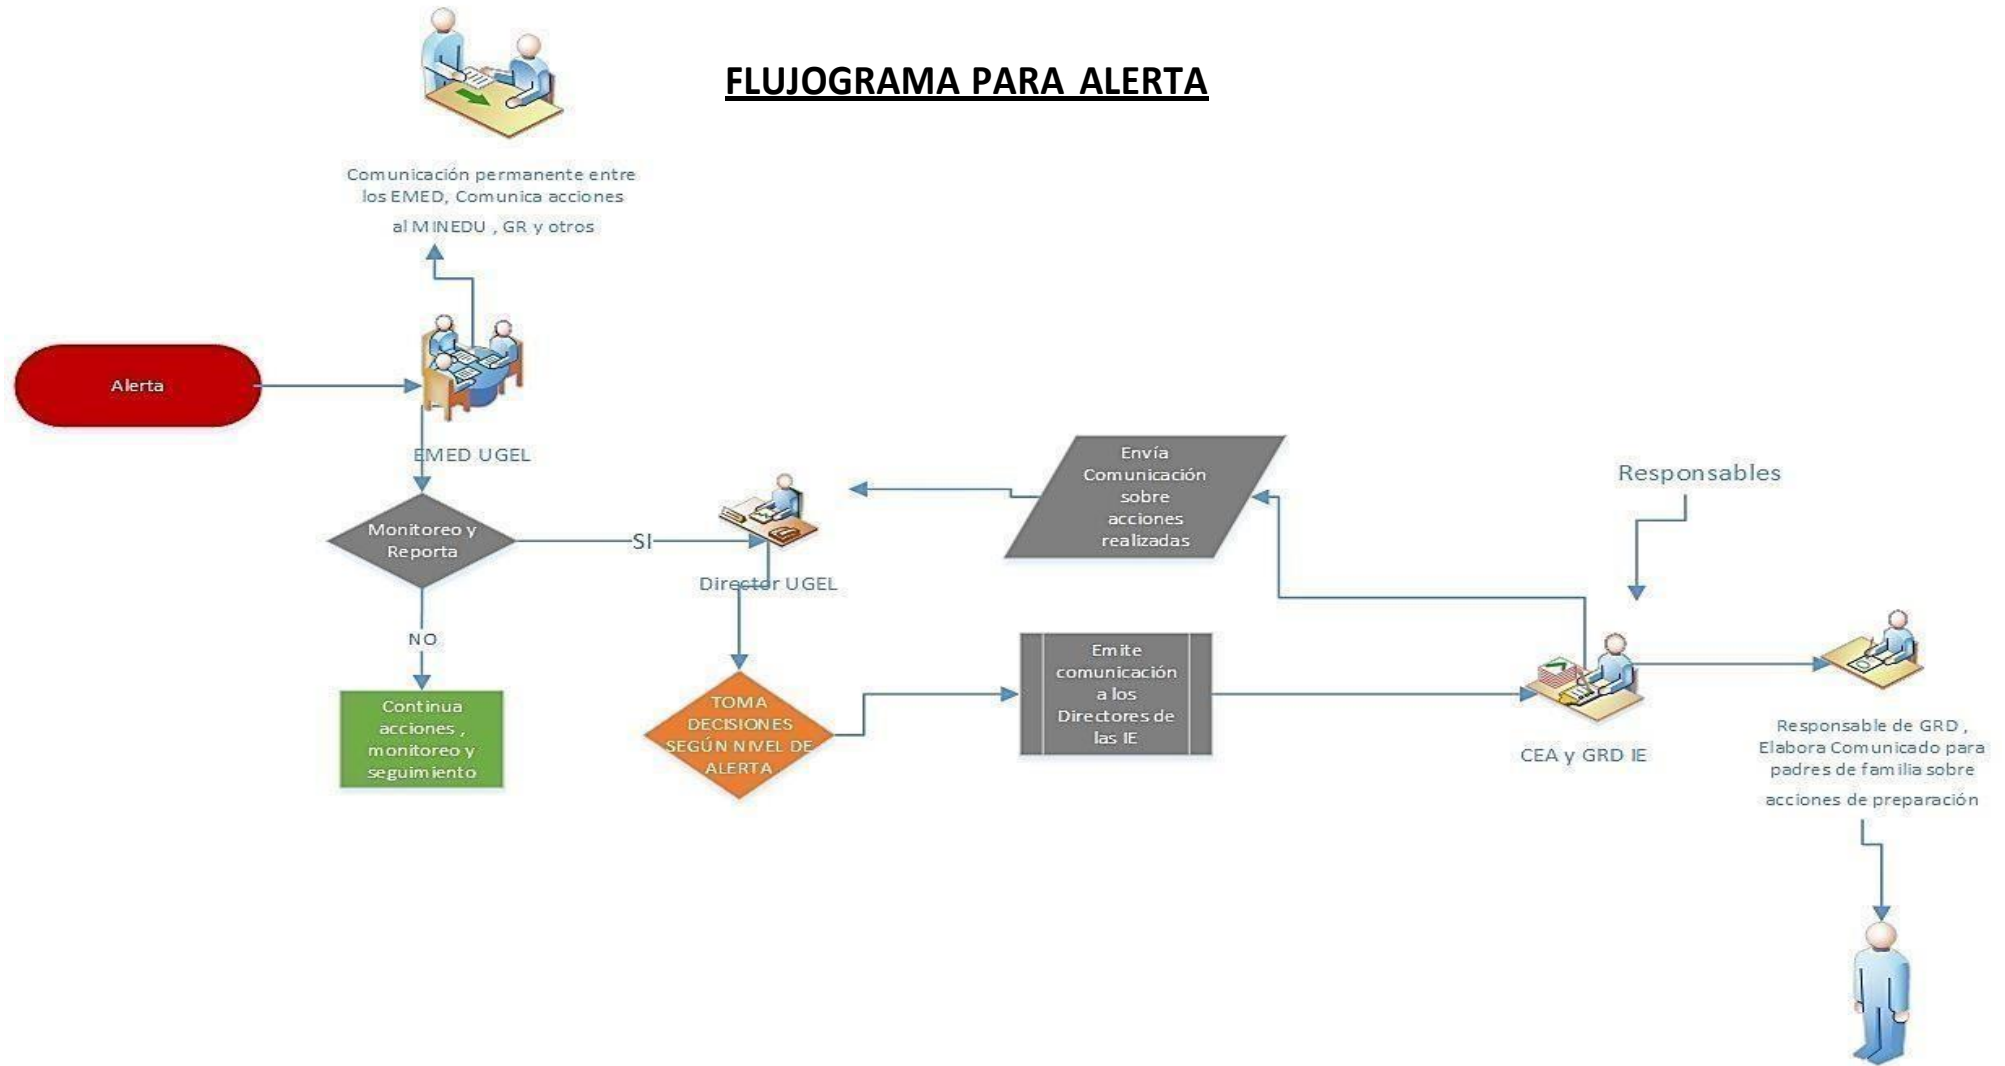 FLUJOGRAMA PARA ALERTA
Comunicación permanente entre
los EMED, Comunica acciones
al MINEDU , GR y otros
Alerta
EMED UGEL
Monitoreo y
Reporta
SI
NO
Continua
acciones ,
monitoreo y
seguimiento
Director UGEL
TOMA
DECISIONES
SEGÚN NIVEL DE
ALERTA
Envía
Comunicación
sobre
acciones
realizadas
Emite
comunicación
a los
Directores de
las IE
Responsables
CEA y GRD IE
Responsable de GRD ,
Elabora Comunicado para
padres de familia sobre
acciones de preparación